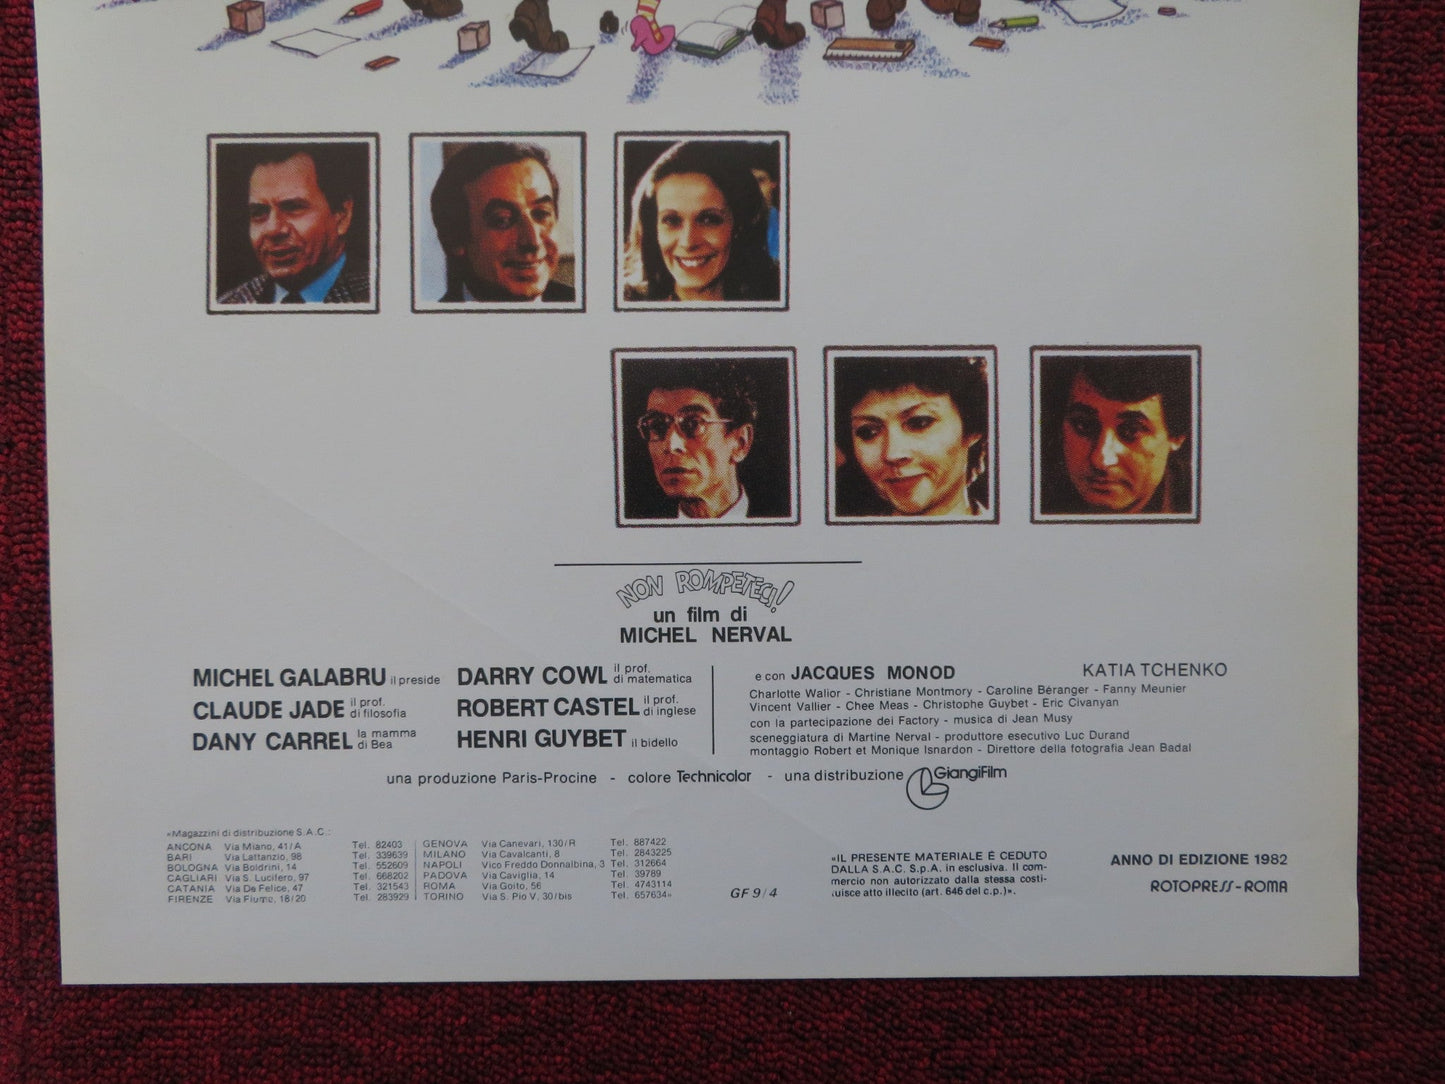 NON ROMPETECI!
un film di
MICHEL NERVAL
MICHEL GALABRU il preside
CLAUDE JADE il prof. di filosofia
DANY CARREL la mamma di Bea
DARRY COWL il prof. di matematica
ROBERT CASTEL il prof. di inglese
HENRI GUYBET il bidello
e con JACQUES MONOD KATIA TCHENKO
Charlotte Walior - Christiane Montmory - Caroline Béranger - Fanny Meunier
Vincent Vallier - Chee Meas - Christophe Guybet - Eric Civanyan
con la partecipazione dei Factory - musica di Jean Musy
sceneggiatura di Martine Nerval - produttore esecutivo Luc Durand
montaggio Robert et Monique Isnardon - Direttore della fotografia Jean Badal
una produzione Paris-Procine - colore Technicolor - una distribuzione GiangiFilm
«Magazzini di distribuzione S.A.C.:
ANCONA Via Miano, 41/A Tel. 82403
BARI Via Lattanzio, 98 Tel. 339639
BOLOGNA Via Boldrini, 14 Tel. 552609
CAGLIARI Via S. Lucifero, 97 Tel. 668202
CATANIA Via De Felice, 47 Tel. 321543
FIRENZE Via Fiume, 18/20 Tel. 283929
GENOVA Via Canevari, 130/R Tel. 887422
MILANO Via Cavalcanti, 8 Tel. 2843225
NAPOLI Vico Freddo Donnalbina, 3 Tel. 312664
PADOVA Via Caviglia, 14 Tel. 39789
ROMA Via Goito, 56 Tel. 4743114
TORINO Via S. Pio V, 30/bis Tel. 657634»
GF 9/4
«IL PRESENTE MATERIALE È CEDUTO
DALLA S.A.C. S.p.A. in esclusiva. Il com-
mercio non autorizzato dalla stessa costi-
uisce atto illecito (art. 646 del c.p.)».
ANNO DI EDIZIONE 1982
ROTOPRESS-ROMA